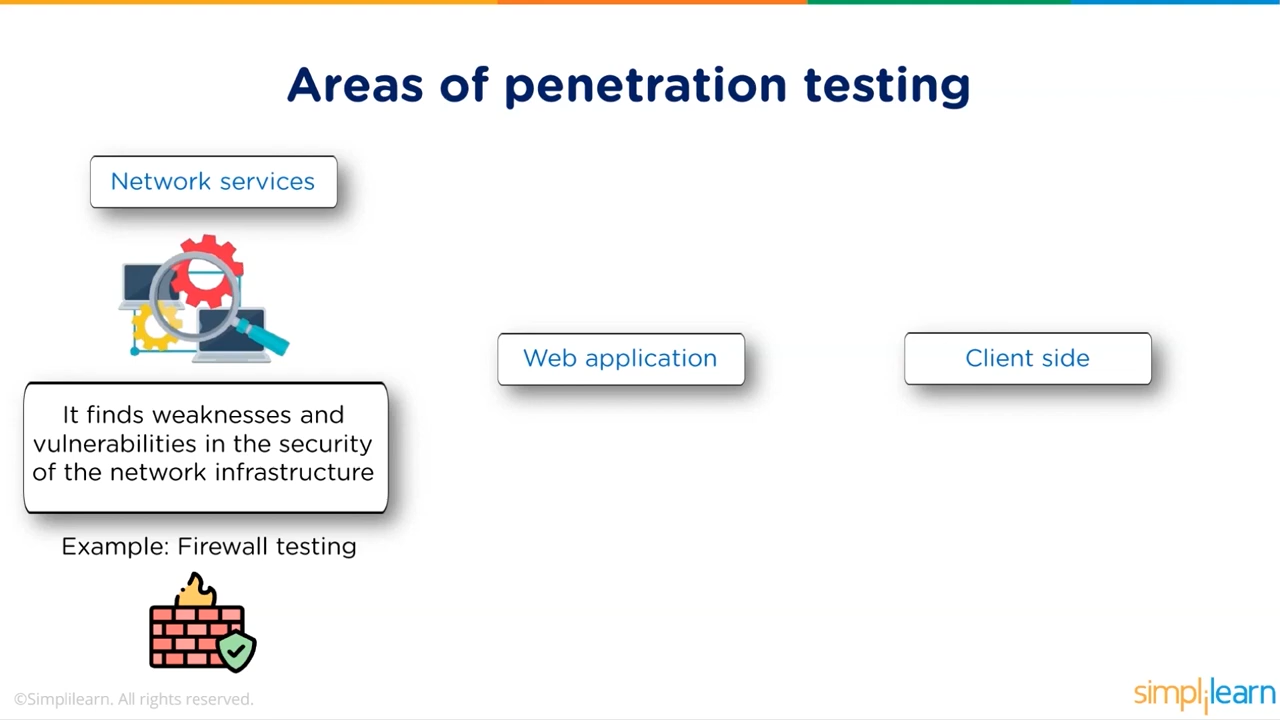 Areas of penetration testing
Network services
Web application
Client side
It finds weaknesses and
vulnerabilities in the security
of the network infrastructure
Example: Firewall testing
©Simplilearn. All rights reserved.
simplilearn